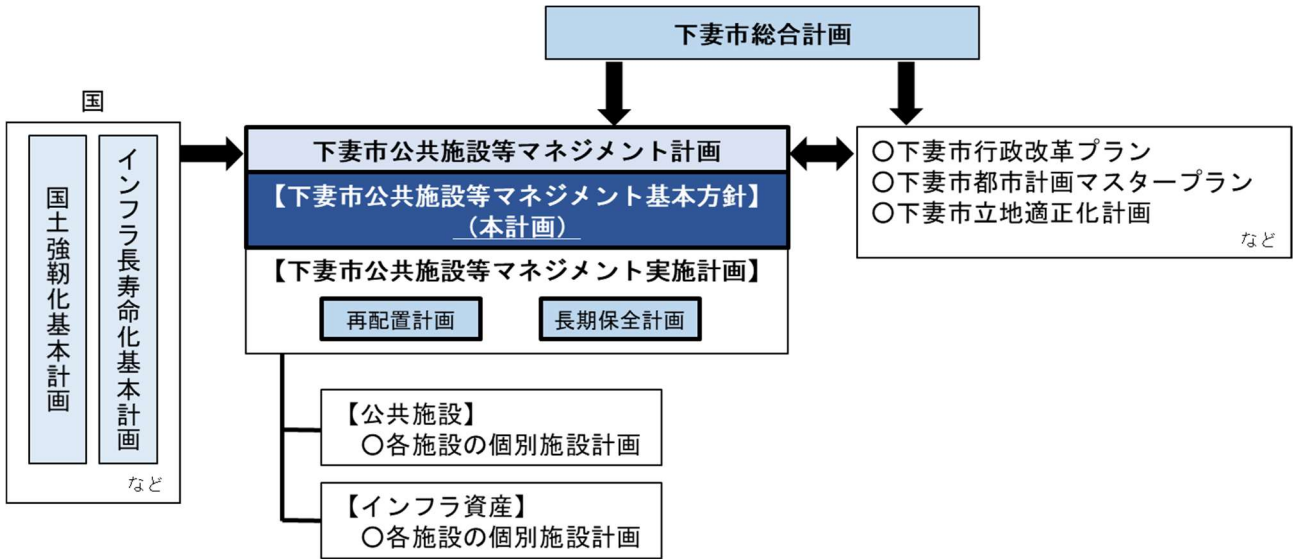 下妻市総合計画
国
国土強靭化基本計画
インフラ長寿命化基本計画
など
下妻市公共施設等マネジメント計画
【下妻市公共施設等マネジメント基本方針】
（本計画）
【下妻市公共施設等マネジメント実施計画】
再配置計画
長期保全計画
〇下妻市行政改革プラン
〇下妻市都市計画マスタープラン
〇下妻市立地適正化計画
など
【公共施設】
〇各施設の個別施設計画
【インフラ資産】
〇各施設の個別施設計画